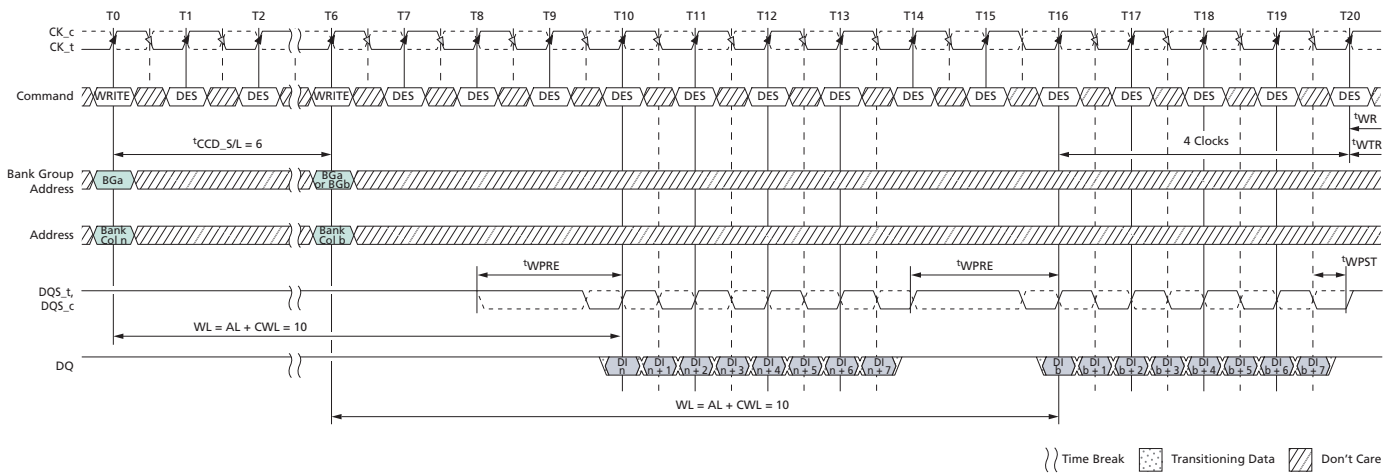 T0 T1 T2 T6 T7 T8 T9 T10 T11 T12 T13 T14 T15 T16 T17 T18 T19 T20
CK_c
CK_t
Command WRITE DES DES WRITE DES DES DES DES DES DES DES DES DES DES DES DES DES DES
tWR
tCCD_S/L = 6 4 Clocks tWTR
Bank Group
Address BGa BGa
or BGb
Address Bank
Col n Bank
Col b
tWPRE tWPRE tWPST
DQS_t,
DQS_c
WL = AL + CWL = 10
DQ DI
n DI
n + 1 DI
n + 2 DI
n + 3 DI
n + 4 DI
n + 5 DI
n + 6 DI
n + 7 DI
b DI
b + 1 DI
b + 2 DI
b + 3 DI
b + 4 DI
b + 5 DI
b + 6 DI
b + 7
WL = AL + CWL = 10
Time Break Transitioning Data Don't Care